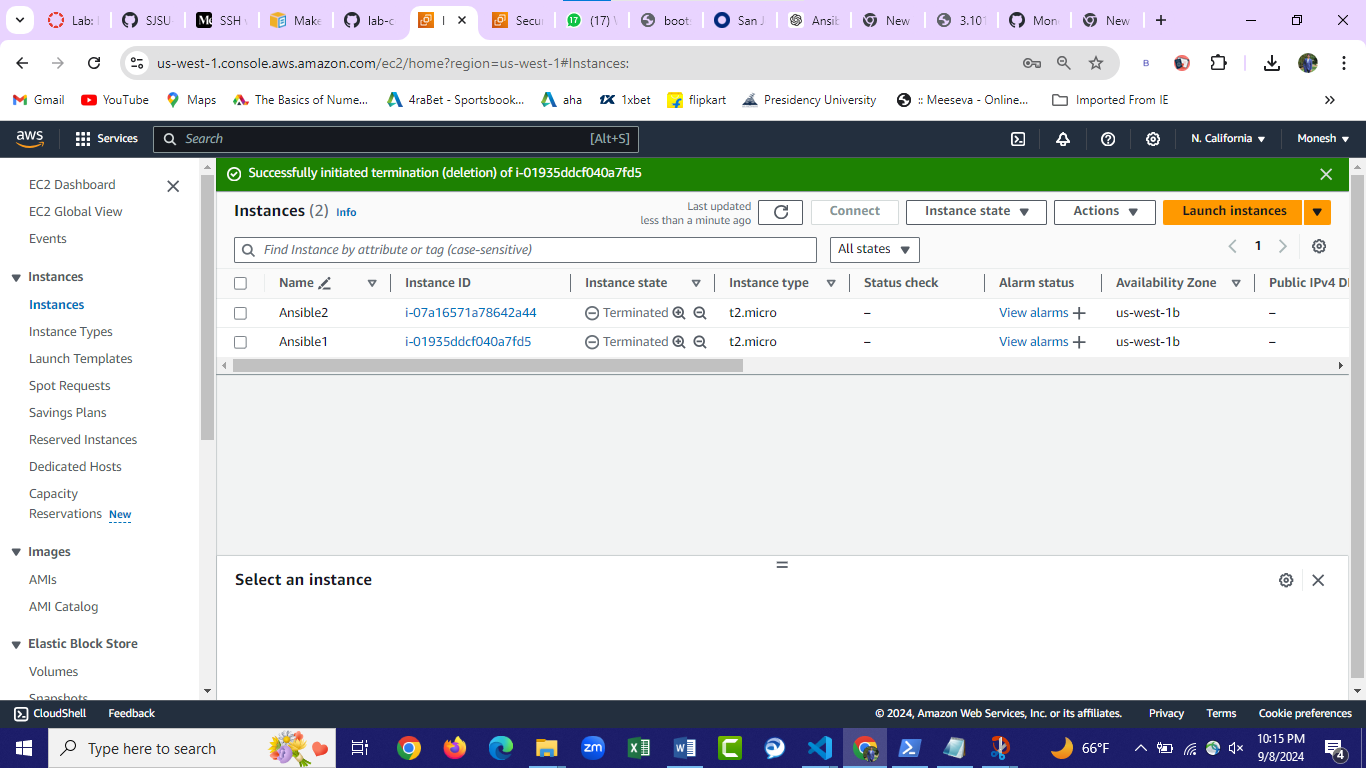 Lab:
SJSU
SSH
Make
lab-c
I
Secu
(17)
boots
San J
Ansib
New
3.101
Mon
New
us-west-1.console.aws.amazon.com/ec2/home?region=us-west-1#Instances:
Gmail
YouTube
Maps
The Basics of Nume...
4raBet - Sportsbook...
aha
1xbet
flipkart
Presidency University
:: Meeseva - Online...
Imported From IE
aws
Services
Search
[Alt+S]
N. California
Monesh
EC2 Dashboard
EC2 Global View
Events
Instances
Instances
Instance Types
Launch Templates
Spot Requests
Savings Plans
Reserved Instances
Dedicated Hosts
Capacity
Reservations New
Images
AMIs
AMI Catalog
Elastic Block Store
Volumes
Snapshots
Successfully initiated termination (deletion) of i-01935ddcf040a7fd5
Instances (2) Info
Last updated
less than a minute ago
Connect
Instance state
Actions
Launch instances
Find Instance by attribute or tag (case-sensitive)
All states
1
Name Instance ID Instance state Instance type Status check Alarm status Availability Zone Public IPv4 D
Ansible2 i-07a16571a78642a44 Terminated t2.micro – View alarms + us-west-1b –
Ansible1 i-01935ddcf040a7fd5 Terminated t2.micro – View alarms + us-west-1b –
Select an instance
CloudShell Feedback © 2024, Amazon Web Services, Inc. or its affiliates. Privacy Terms Cookie preferences
Type here to search
zm
66°F
10:15 PM
9/8/2024
4